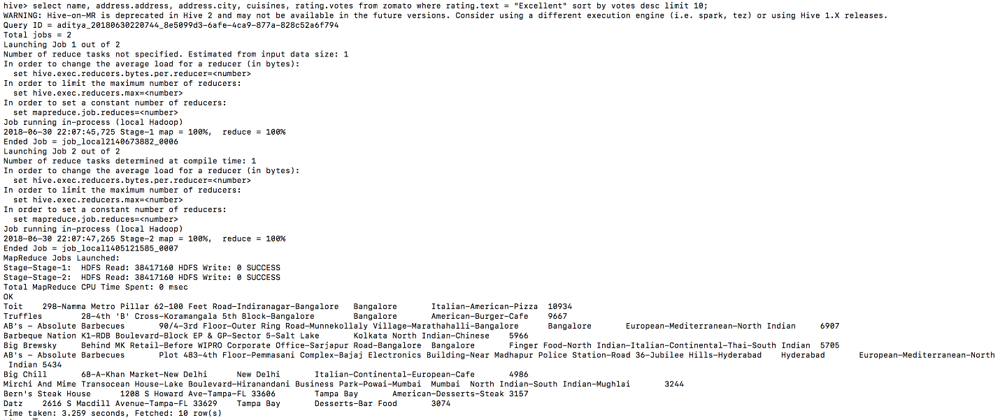 hive> select name, address.address, address.city, cuisines, rating.votes from zomato where rating.text = "Excellent" sort by votes desc limit 10;
WARNING: Hive-on-MR is deprecated in Hive 2 and may not be available in the future versions. Consider using a different execution engine (i.e. spark, tez) or using Hive 1.X releases.
Query ID = aditya_20180630220744_8e5099d3-6afe-4ca9-877a-828c52a6f794
Total jobs = 2
Launching Job 1 out of 2
Number of reduce tasks not specified. Estimated from input data size: 1
In order to change the average load for a reducer (in bytes):
  set hive.exec.reducers.bytes.per.reducer=<number>
In order to limit the maximum number of reducers:
  set hive.exec.reducers.max=<number>
In order to set a constant number of reducers:
  set mapreduce.job.reduces=<number>
Job running in-process (local Hadoop)
2018-06-30 22:07:45,725 Stage-1 map = 100%,  reduce = 100%
Ended Job = job_local2140673882_0006
Launching Job 2 out of 2
Number of reduce tasks determined at compile time: 1
In order to change the average load for a reducer (in bytes):
  set hive.exec.reducers.bytes.per.reducer=<number>
In order to limit the maximum number of reducers:
  set hive.exec.reducers.max=<number>
In order to set a constant number of reducers:
  set mapreduce.job.reduces=<number>
Job running in-process (local Hadoop)
2018-06-30 22:07:47,265 Stage-2 map = 100%,  reduce = 100%
Ended Job = job_local1405121585_0007
MapReduce Jobs Launched:
Stage-Stage-1:  HDFS Read: 38417160 HDFS Write: 0 SUCCESS
Stage-Stage-2:  HDFS Read: 38417160 HDFS Write: 0 SUCCESS
Total MapReduce CPU Time Spent: 0 msec
OK
Toit    298-Namma Metro Pillar 62-100 Feet Road-Indiranagar-Bangalore   Bangalore       Italian-American-Pizza  10934
Truffles        28-4th 'B' Cross-Koramangala 5th Block-Bangalore        Bangalore       American-Burger-Cafe    9667
AB's - Absolute Barbecues       90/4-3rd Floor-Outer Ring Road-Munnekollaly Village-Marathahalli-Bangalore      Bangalore       European-Mediterranean-North Indian     6907
Barbeque Nation K1-RDB Boulevard-Block EP & GP-Sector 5-Salt Lake       Kolkata North Indian-Chinese    5966
Big Brewsky     Behind MK Retail-Before WIPRO Corporate Office-Sarjapur Road-Bangalore  Bangalore       Finger Food-North Indian-Italian-Continental-Thai-South Indian  5705
AB's - Absolute Barbecues       Plot 483-4th Floor-Pemmasani Complex-Bajaj Electronics Building-Near Madhapur Police Station-Road 36-Jubilee Hills-Hyderabad    Hyderabad       European-Mediterranean-North
 Indian 5434
Big Chill       68-A-Khan Market-New Delhi      New Delhi       Italian-Continental-European-Cafe       4986
Mirchi And Mime Transocean House-Lake Boulevard-Hiranandani Business Park-Powai-Mumbai  Mumbai  North Indian-South Indian-Mughlai       3244
Bern's Steak House      1208 S Howard Ave-Tampa-FL 33606        Tampa Bay       American-Desserts-Steak 3157
Datz    2616 S Macdill Avenue-Tampa-FL 33629    Tampa Bay       Desserts-Bar Food       3074
Time taken: 3.259 seconds, Fetched: 10 row(s)